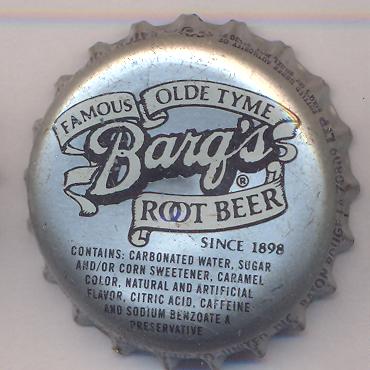 FAMOUS OLDE TYME
Barq's®
ROOT BEER
SINCE 1898
CONTAINS: CARBONATED WATER, SUGAR
AND/OR CORN SWEETENER, CARAMEL
COLOR, NATURAL AND ARTIFICIAL
FLAVOR, CITRIC ACID, CAFFEINE
AND SODIUM BENZOATE A
PRESERVATIVE